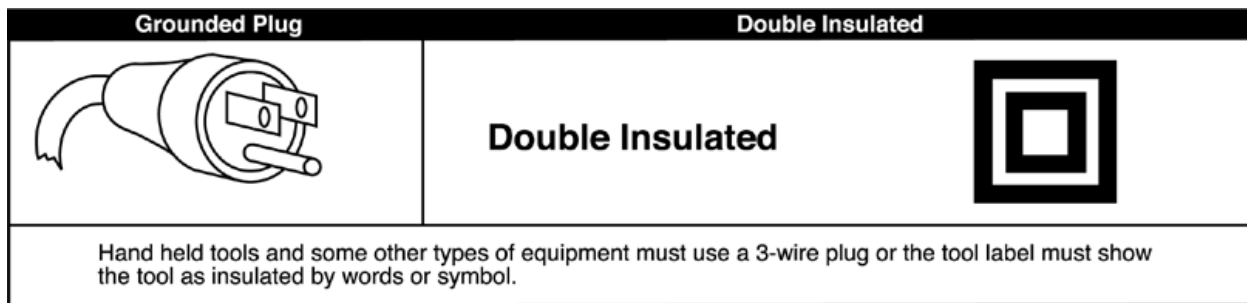 Grounded Plug
Double Insulated
Double Insulated
Hand held tools and some other types of equipment must use a 3-wire plug or the tool label must show
the tool as insulated by words or symbol.